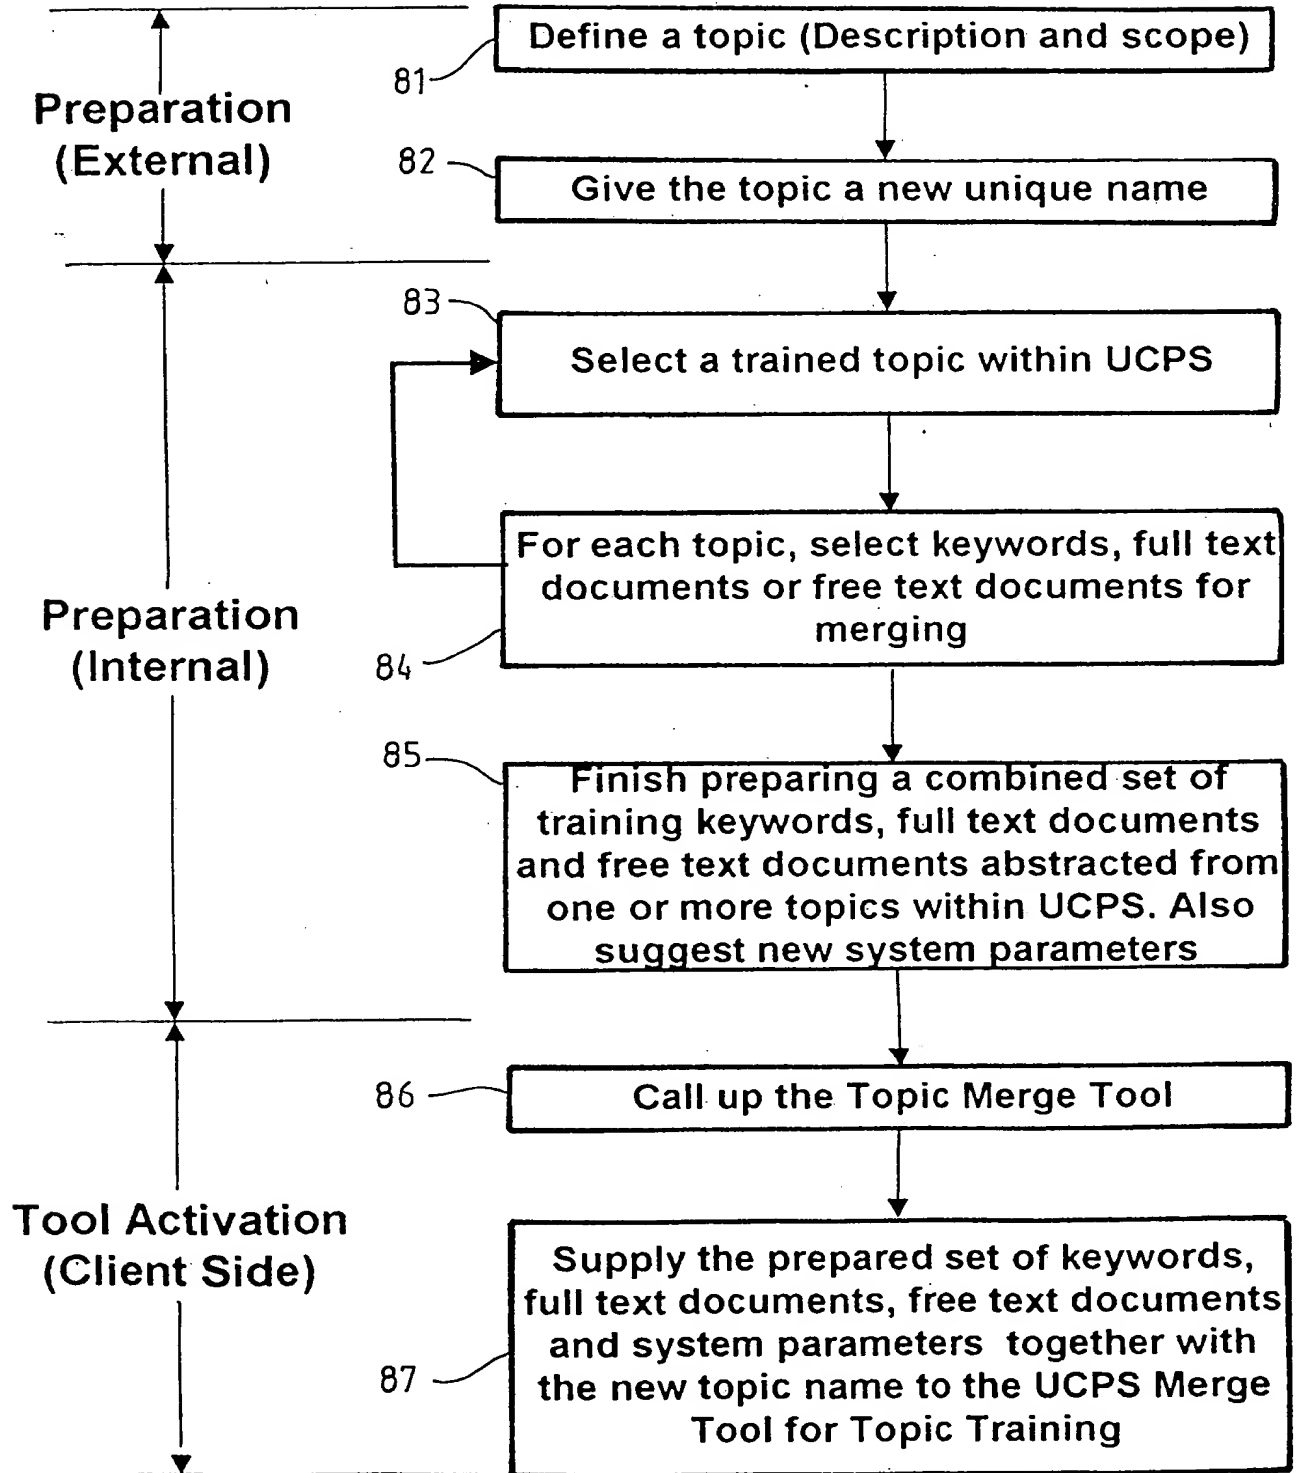 Define a topic (Description and scope)
81
Preparation
(External)
82
Give the topic a new unique name
83
Select a trained topic within UCPS
For each topic, select keywords, full text
documents or free text documents for
merging
84
Preparation
(Internal)
85
Finish preparing a combined set of
training keywords, full text documents
and free text documents abstracted from
one or more topics within UCPS. Also
suggest new system parameters
86
Call up the Topic Merge Tool
Tool Activation
(Client Side)
Supply the prepared set of keywords,
full text documents, free text documents
and system parameters together with
the new topic name to the UCPS Merge
Tool for Topic Training
87